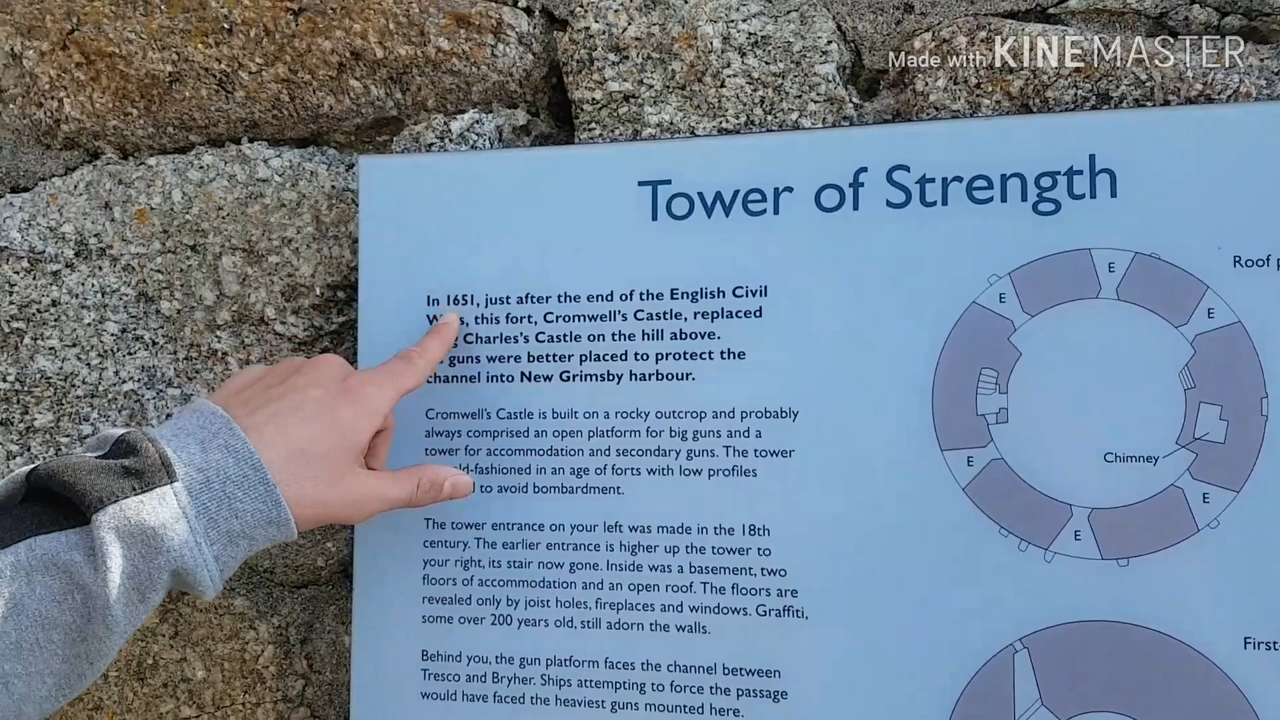 Made with KINEMASTER
Tower of Strength
In 1651, just after the end of the English Civil
this fort, Cromwell's Castle, replaced
Charles's Castle on the hill above.
guns were better placed to protect the
channel into New Grimsby harbour.
Cromwell's Castle is built on a rocky outcrop and probably
always comprised an open platform for big guns and a
tower for accommodation and secondary guns. The tower
in an age of forts with low profiles
to avoid bombardment.
The tower entrance on your left was made in the 18th
century. The earlier entrance is higher up the tower to
your right, its stair now gone. Inside was a basement, two
floors of accommodation and an open roof. The floors are
revealed only by joist holes, fireplaces and windows. Graffiti,
some over 200 years old, still adorn the walls.
Behind you, the gun platform faces the channel between
Tresco and Bryher. Ships attempting to force the passage
would have faced the heaviest guns mounted here.
Roof
E
E
E
Chimney
E
E
E
First-